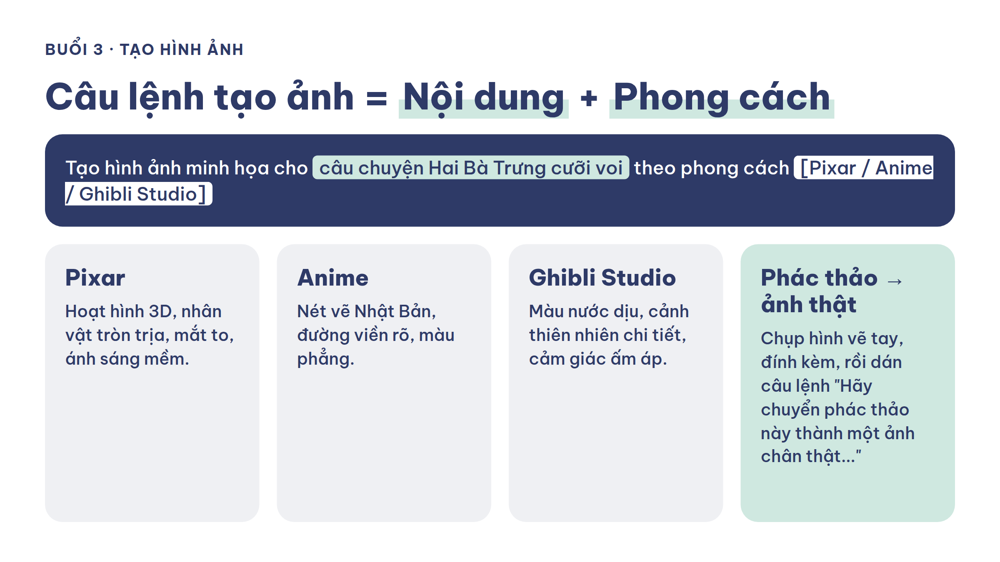 BUỔI 3 · TẠO HÌNH ẢNH
Câu lệnh tạo ảnh = Nội dung + Phong cách
Tạo hình ảnh minh họa cho câu chuyện Hai Bà Trưng cưỡi voi theo phong cách [Pixar / Anime
/ Ghibli Studio]
Pixar
Hoạt hình 3D, nhân
vật tròn trịa, mắt to,
ánh sáng mềm.
Anime
Nét vẽ Nhật Bản,
đường viền rõ, màu
phẳng.
Ghibli Studio
Màu nước dịu, cảnh
thiên nhiên chi tiết,
cảm giác ấm áp.
Phác thảo →
ảnh thật
Chụp hình vẽ tay,
đính kèm, rồi dán
câu lệnh "Hãy
chuyển phác thảo
này thành một ảnh
chân thật..."